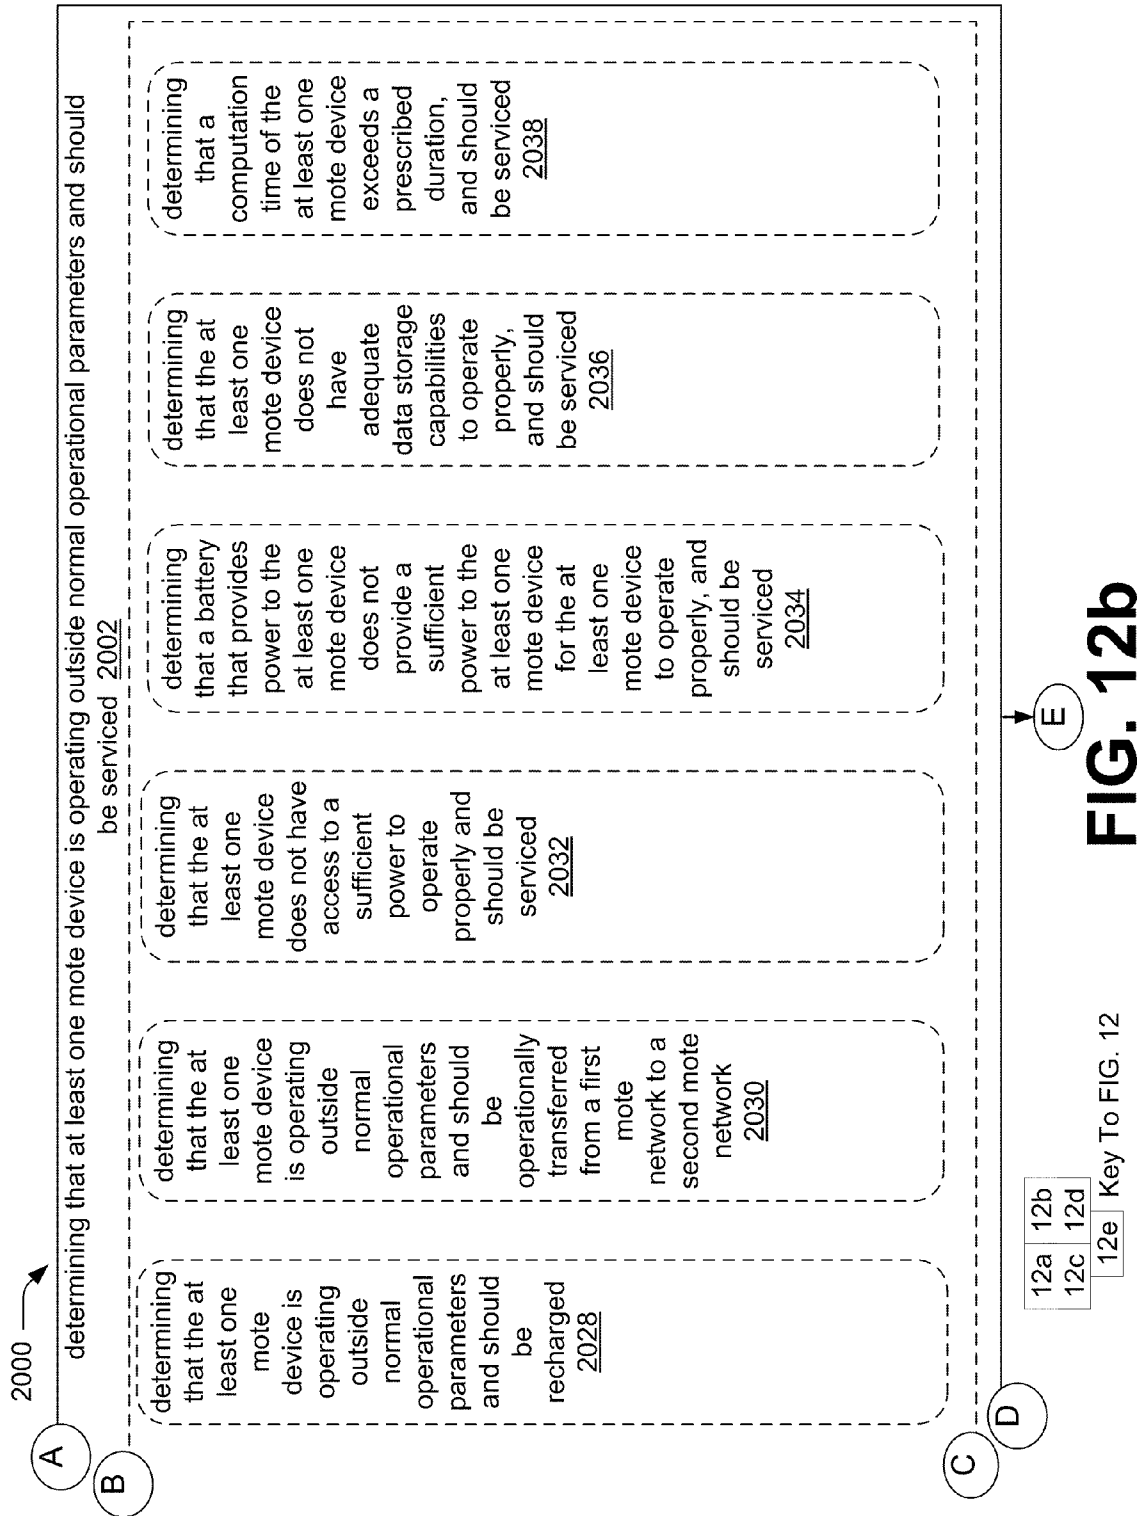 2000
A
B
determining that at least one mote device is operating outside normal operational parameters and should
be serviced 2002
determining
that the at
least one
mote
device is
operating
outside
normal
operational
parameters
and should
be
recharged
2028
determining
that the at
least one
mote device
is operating
outside
normal
operational
parameters
and should
be
operationally
transferred
from a first
mote
network to a
second mote
network
2030
determining
that the at
least one
mote device
does not have
access to a
sufficient
power to
operate
properly and
should be
serviced
2032
determining
that a battery
that provides
power to the
at least one
mote device
does not
provide a
sufficient
power to the
at least one
mote device
for the at
least one
mote device
to operate
properly, and
should be
serviced
2034
determining
that the at
least one
mote device
does not
have
adequate
data storage
capabilities
to operate
properly,
and should
be serviced
2036
determining
that a
computation
time of the
at least one
mote device
exceeds a
prescribed
duration,
and should
be serviced
2038
C
D
E
12a 12b
12c 12d
12e Key To FIG. 12
FIG. 12b